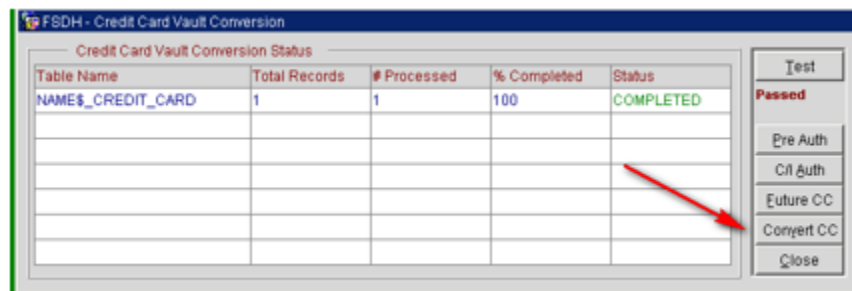 FSDH - Credit Card Vault Conversion
Credit Card Vault Conversion Status
Table Name Total Records # Processed % Completed Status
NAME$_CREDIT_CARD 1 1 100 COMPLETED
Test
Passed
Pre Auth
C/I Auth
Future CC
Convert CC
Close